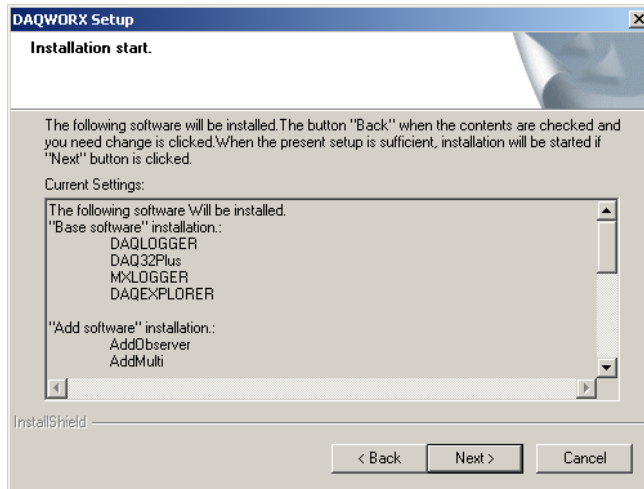 DAQWORX Setup
Installation start.
The following software will be installed.The button "Back" when the contents are checked and
you need change is clicked.When the present setup is sufficient, installation will be started if
"Next" button is clicked.
Current Settings:
The following software Will be installed.
"Base software" installation.:
DAQLOGGER
DAQ32Plus
MXLOGGER
DAQEXPLORER
"Add software" installation.:
AddObserver
AddMulti
InstallShield
< Back Next > Cancel